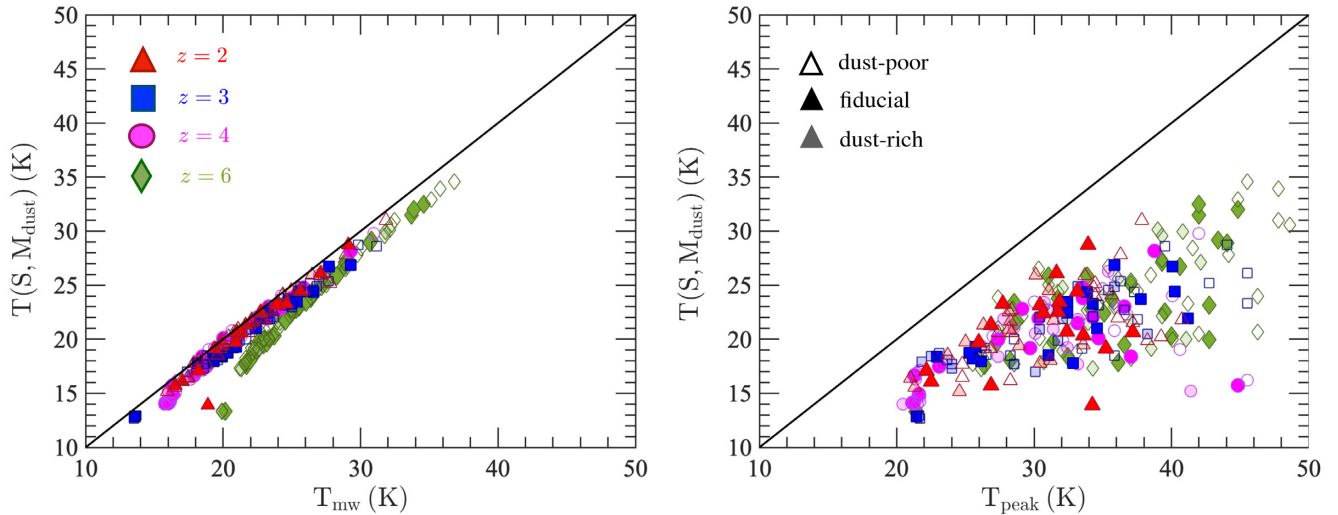 50
45
40
35
30
25
20
15
10
10 20 30 40 50
T(S, M_dust) (K)
T_mw (K)
z = 2
z = 3
z = 4
z = 6
50
45
40
35
30
25
20
15
10
10 20 30 40 50
T(S, M_dust) (K)
T_peak (K)
dust-poor
fiducial
dust-rich